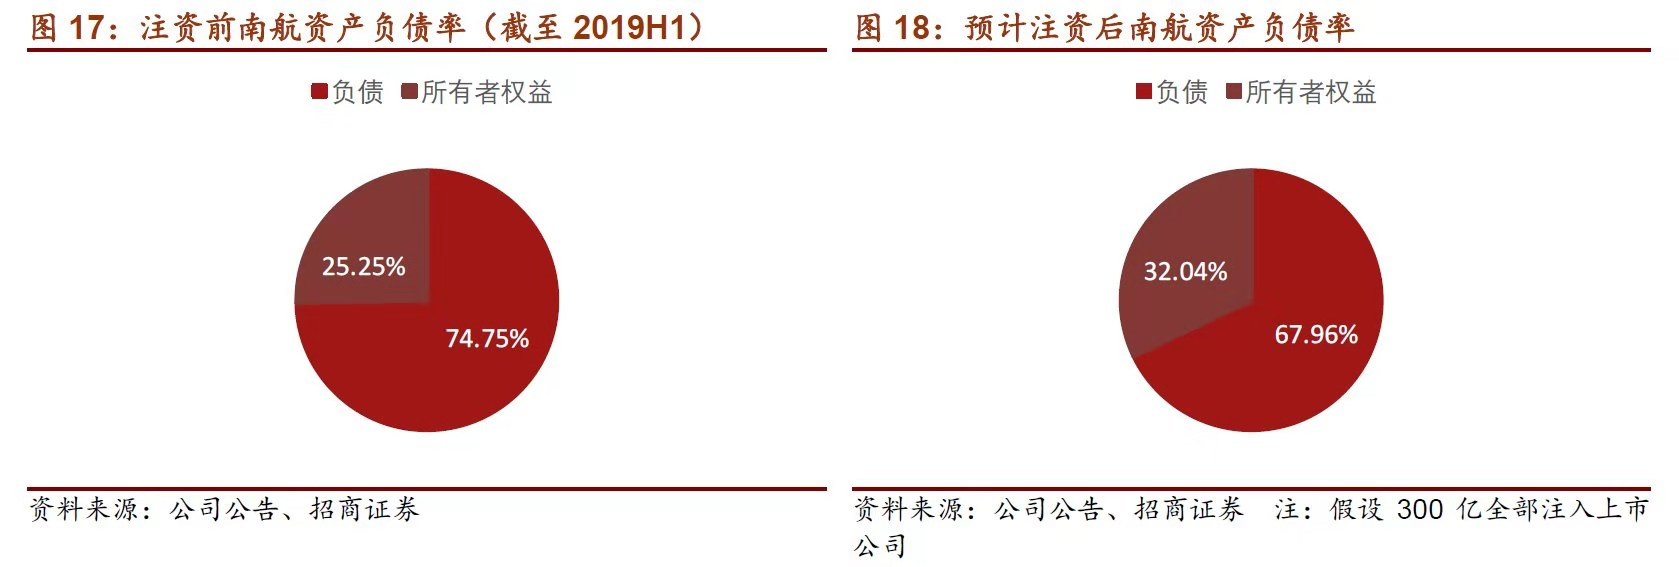 图 17：注资前南航资产负债率（截至 2019H1）
负债 所有者权益
25.25%
74.75%
资料来源：公司公告、招商证券
图 18：预计注资后南航资产负债率
负债 所有者权益
32.04%
67.96%
资料来源：公司公告、招商证券 注：假设 300 亿全部注入上市
公司